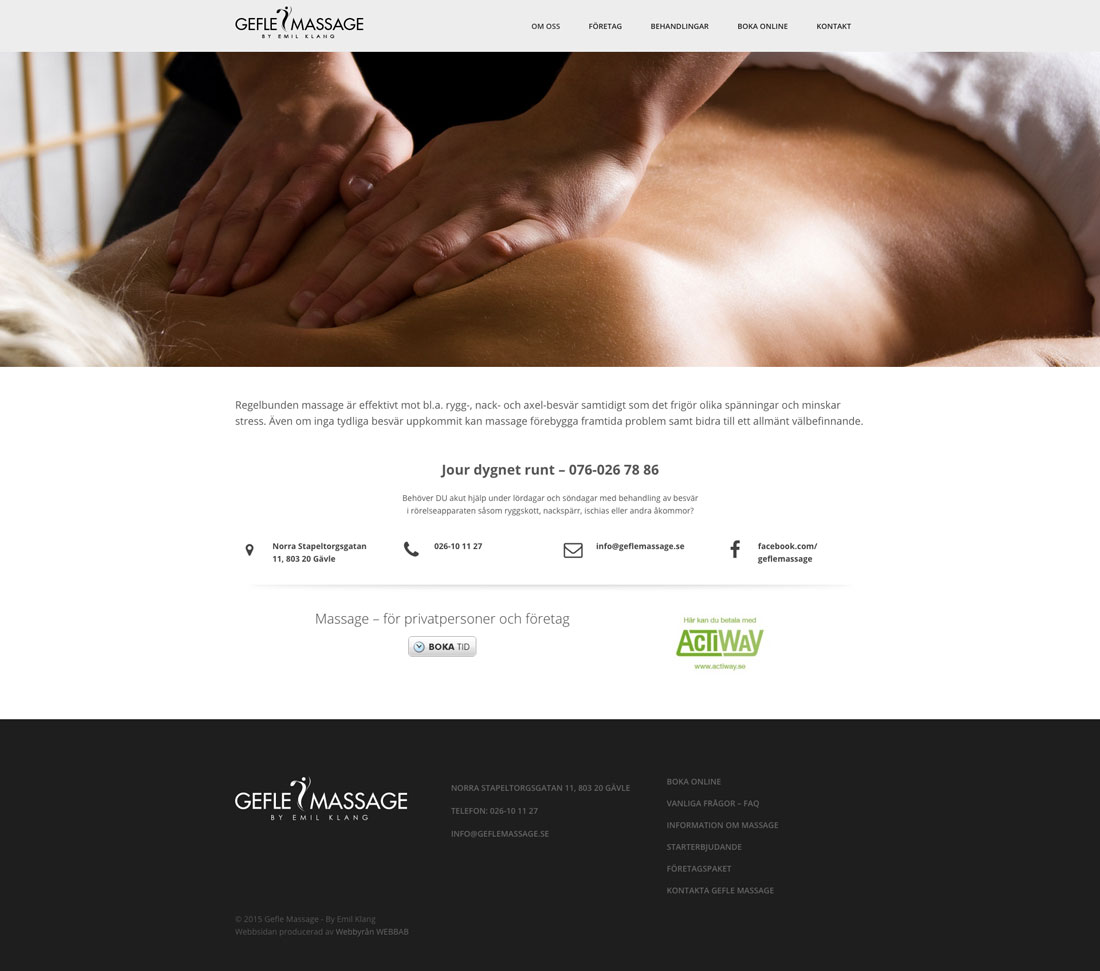 GEFLE MASSAGE
BY EMIL KLANG
OM OSS
FÖRETAG
BEHANDLINGAR
BOKA ONLINE
KONTAKT
Regelbunden massage är effektivt mot bl.a. rygg-, nack- och axel-besvär samtidigt som det frigör olika spänningar och minskar
stress. Även om inga tydliga besvär uppkommit kan massage förebygga framtida problem samt bidra till ett allmänt välbefinnande.
Jour dygnet runt – 076-026 78 86
Behöver DU akut hjälp under lördagar och söndagar med behandling av besvär
i rörelseapparaten såsom ryggskott, nackspärr, ischias eller andra åkommor?
Norra Stapeltorgsgatan
11, 803 20 Gävle
026-10 11 27
info@geflemassage.se
facebook.com/
geflemassage
Massage – för privatpersoner och företag
BOKA TID
Här kan du betala med
ACTIWAY
www.actiway.se
GEFLE MASSAGE
BY EMIL KLANG
NORRA STAPELTORGSGATAN 11, 803 20 GÄVLE
TELEFON: 026-10 11 27
INFO@GEFLEMASSAGE.SE
BOKA ONLINE
VANLIGA FRÅGOR – FAQ
INFORMATION OM MASSAGE
STARTERBJUDANDE
FÖRETAGSPAKET
KONTAKTA GEFLE MASSAGE
© 2015 Gefle Massage - By Emil Klang
Webbsidan producerad av Webbyrån WEBBAB